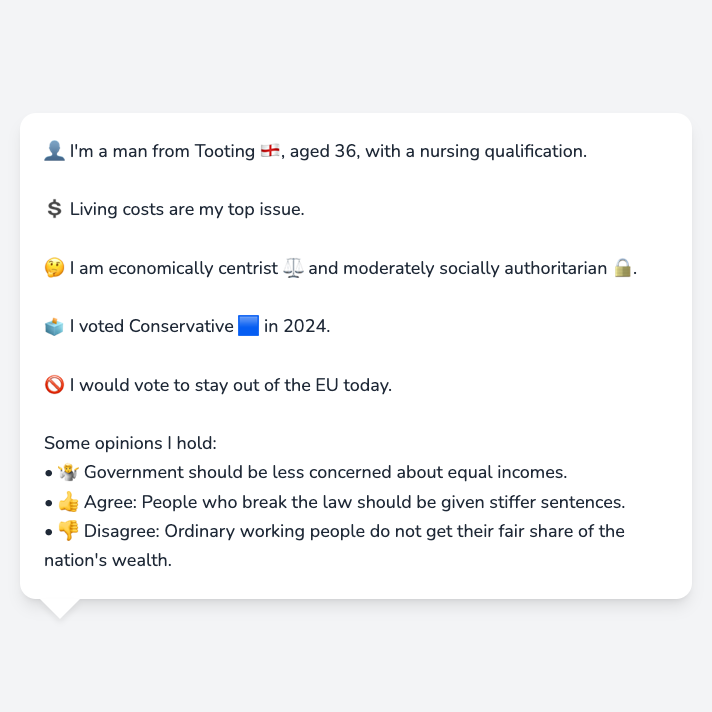 👤 I'm a man from Tooting 🏴󠁧󠁢󠁥󠁮󠁧󠁿, aged 36, with a nursing qualification.
💲 Living costs are my top issue.
🤔 I am economically centrist ⚖️ and moderately socially authoritarian 🔒.
🗳️ I voted Conservative 🟦 in 2024.
🚫 I would vote to stay out of the EU today.
Some opinions I hold:
• 🤷 Government should be less concerned about equal incomes.
• 👍 Agree: People who break the law should be given stiffer sentences.
• 👎 Disagree: Ordinary working people do not get their fair share of the
nation's wealth.